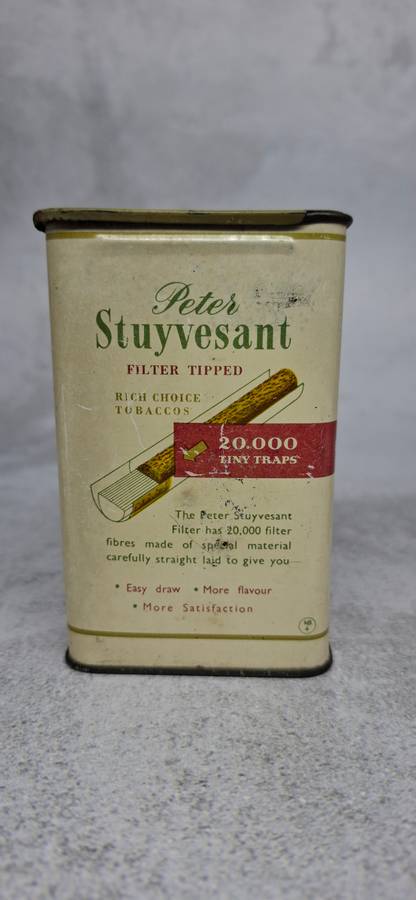 Peter
Stuyvesant
FILTER TIPPED
RICH CHOICE
TOBACCOS
20.000
TINY TRAPS
The Peter Stuyvesant
Filter has 20,000 filter
fibres made of special material
carefully straight laid to give you
• Easy draw • More flavour
• More Satisfaction